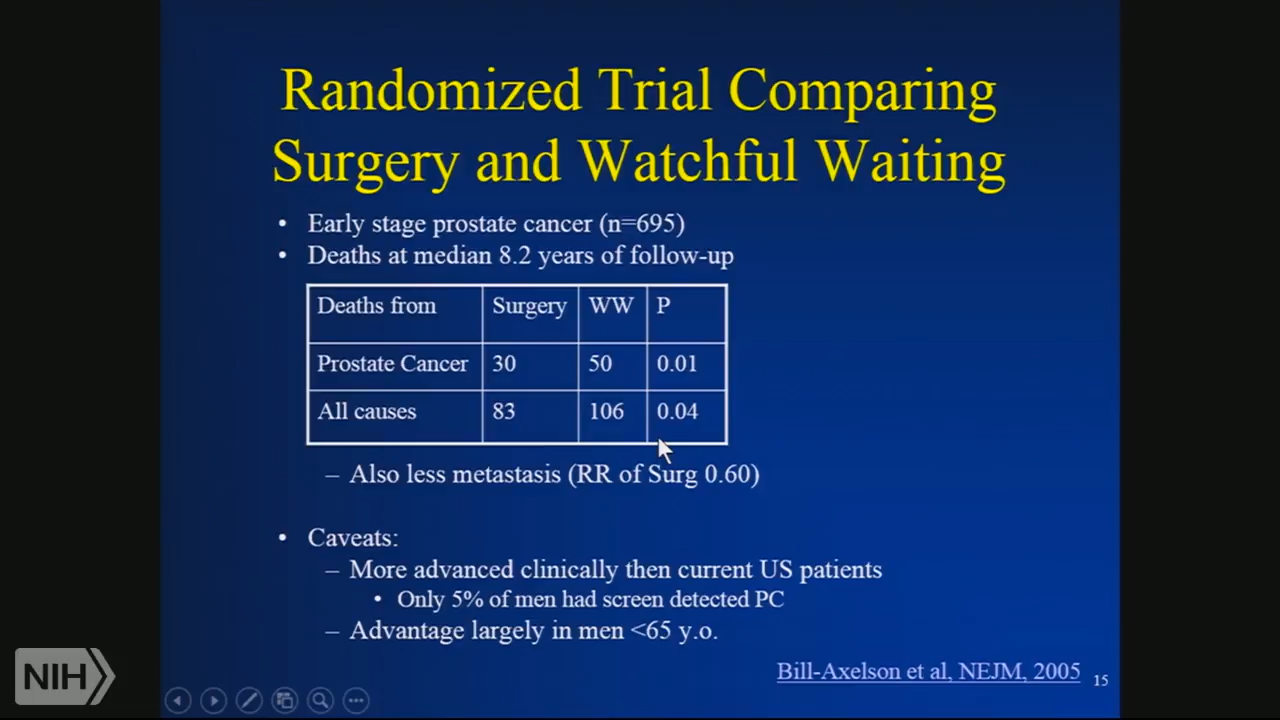 Randomized Trial Comparing
Surgery and Watchful Waiting
• Early stage prostate cancer (n=695)
• Deaths at median 8.2 years of follow-up
Deaths from Surgery WW P
Prostate Cancer 30 50 0.01
All causes 83 106 0.04
– Also less metastasis (RR of Surg 0.60)
• Caveats:
– More advanced clinically then current US patients
• Only 5% of men had screen detected PC
– Advantage largely in men <65 y.o.
Bill-Axelson et al, NEJM, 2005
15
NIH